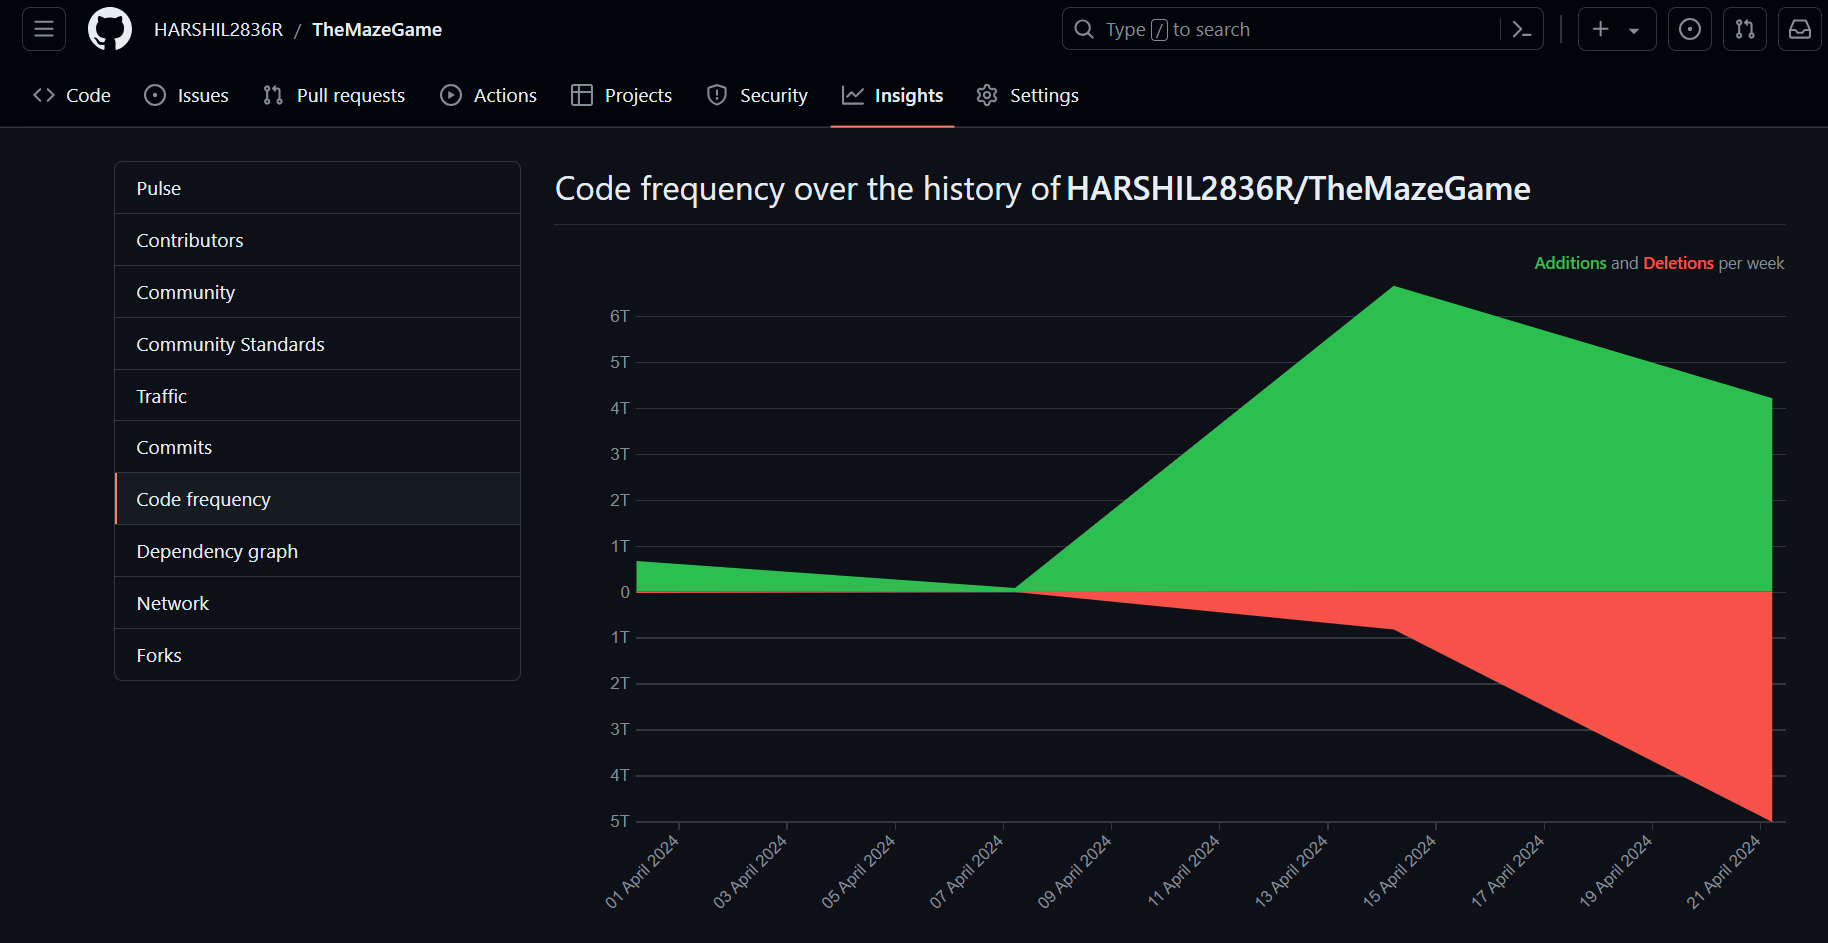 HARSHIL2836R / TheMazeGame
Type / to search
Code
Issues
Pull requests
Actions
Projects
Security
Insights
Settings
Pulse
Contributors
Community
Community Standards
Traffic
Commits
Code frequency
Dependency graph
Network
Forks
Code frequency over the history of HARSHIL2836R/TheMazeGame
Additions and Deletions per week
6T
5T
4T
3T
2T
1T
0
1T
2T
3T
4T
5T
01 April 2024
03 April 2024
05 April 2024
07 April 2024
09 April 2024
11 April 2024
13 April 2024
15 April 2024
17 April 2024
19 April 2024
21 April 2024